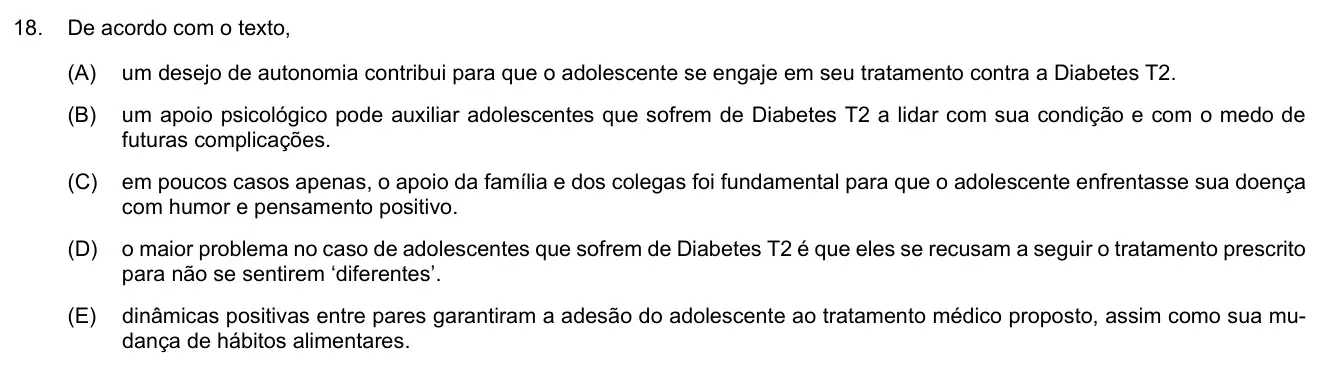 18. De acordo com o texto,
(A) um desejo de autonomia contribui para que o adolescente se engaje em seu tratamento contra a Diabetes T2.
(B) um apoio psicológico pode auxiliar adolescentes que sofrem de Diabetes T2 a lidar com sua condição e com o medo de
futuras complicações.
(C) em poucos casos apenas, o apoio da família e dos colegas foi fundamental para que o adolescente enfrentasse sua doença
com humor e pensamento positivo.
(D) o maior problema no caso de adolescentes que sofrem de Diabetes T2 é que eles se recusam a seguir o tratamento prescrito
para não se sentirem ‘diferentes’.
(E) dinâmicas positivas entre pares garantiram a adesão do adolescente ao tratamento médico proposto, assim como sua mu-
dança de hábitos alimentares.